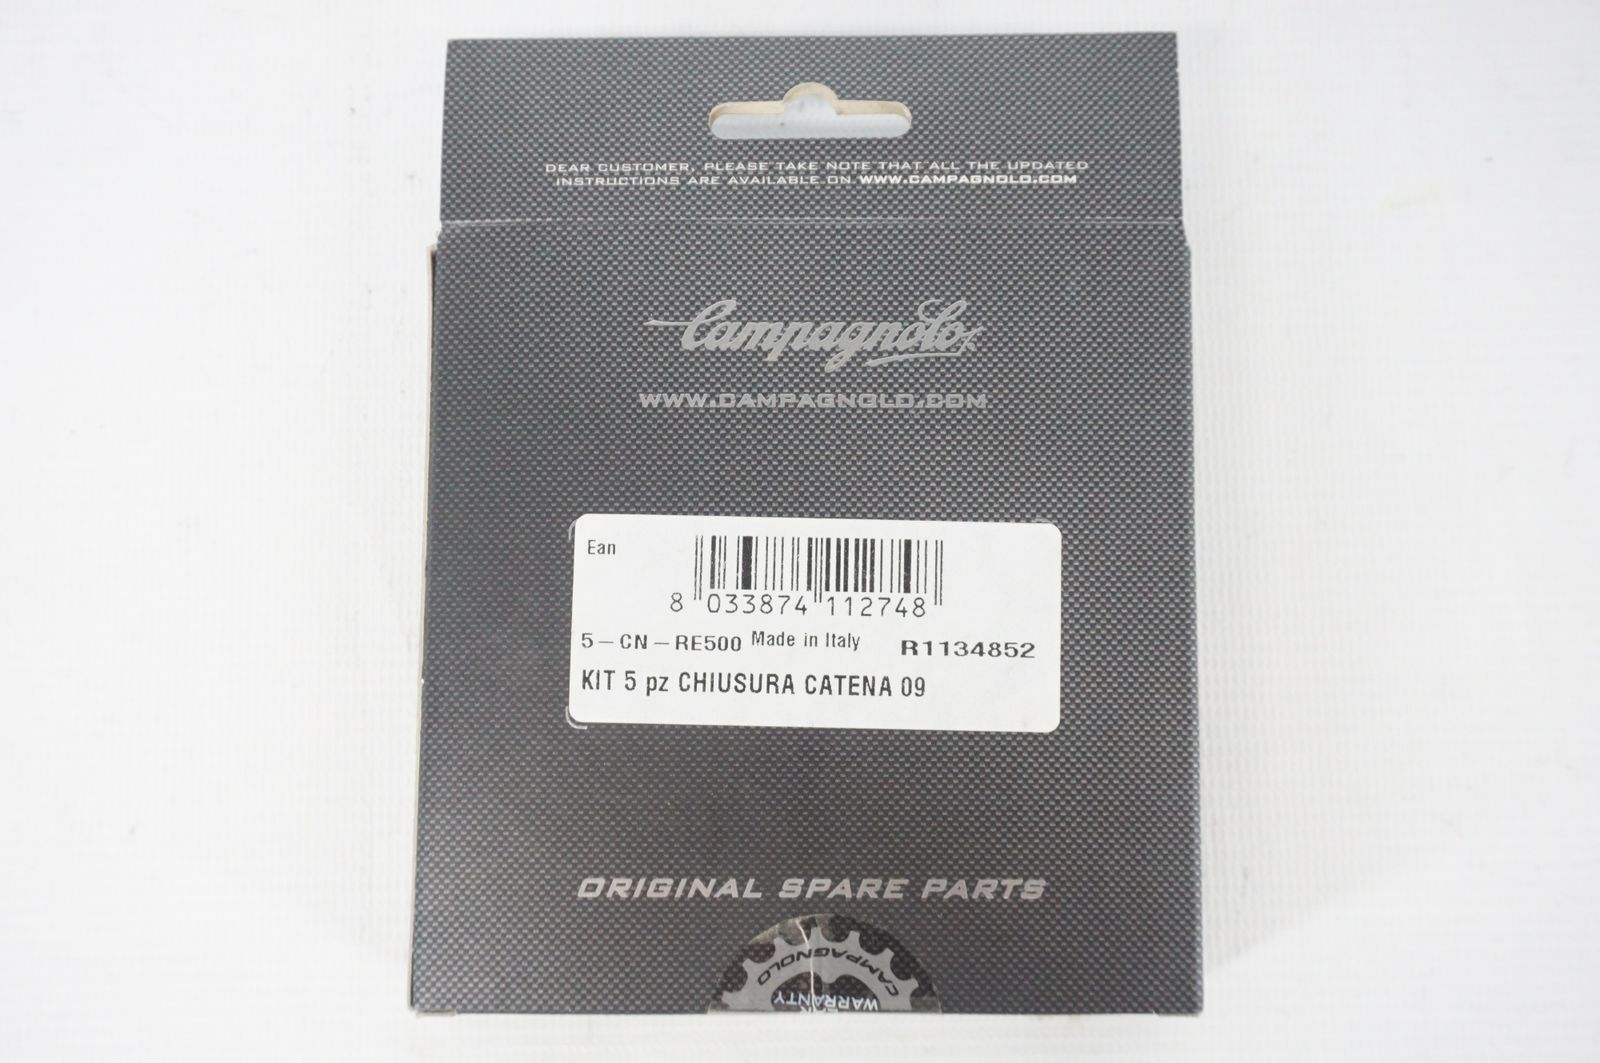 DEAR CUSTOMER, PLEASE TAKE NOTE THAT ALL THE UPDATED
INSTRUCTIONS ARE AVAILABLE ON WWW.CAMPAGNOLO.COM
Campagnolo
WWW.CAMPAGNOLO.COM
Ean
8 033874 112748
5-CN-RE500 Made in Italy R1134852
KIT 5 pz CHIUSURA CATENA 09
ORIGINAL SPARE PARTS
CAMPAGNOLO
WARRANTY